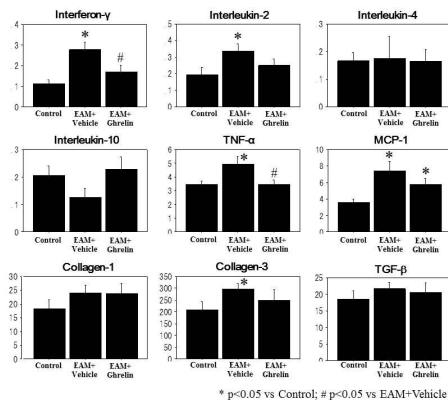 Interferon-γ Interleukin-2 Interleukin-4
4 4 4
3 * 3 * 3
2 # 2 2
1 1 1
0 0 0
Control EAM+ Vehicle EAM+ Ghrelin Control EAM+ Vehicle EAM+ Ghrelin Control EAM+ Vehicle EAM+ Ghrelin
Interleukin-10 TNF-α MCP-1
3 6 10
5 * 8 * *
2 4 # 6
3 4
1 2 2
1
0 0 0
Control EAM+ Vehicle EAM+ Ghrelin Control EAM+ Vehicle EAM+ Ghrelin Control EAM+ Vehicle EAM+ Ghrelin
Collagen-1 Collagen-3 TGF-β
30 350 25
25 300 * 20
20 250 15
15 200 10
10 150 5
5 100
50
0 0 0
Control EAM+ Vehicle EAM+ Ghrelin Control EAM+ Vehicle EAM+ Ghrelin Control EAM+ Vehicle EAM+ Ghrelin
* p<0.05 vs Control; # p<0.05 vs EAM+Vehicle